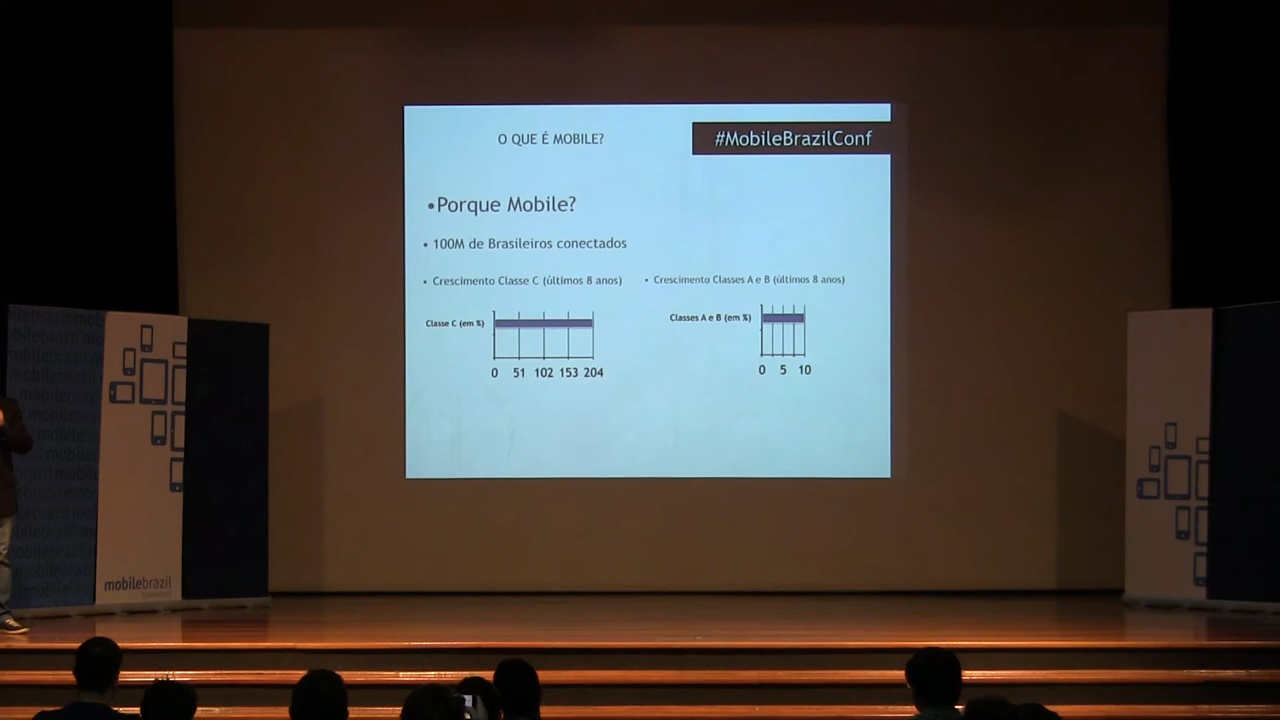 O QUE É MOBILE?
#MobileBrazilConf
•Porque Mobile?
• 100M de Brasileiros conectados
• Crescimento Classe C (últimos 8 anos)
• Crescimento Classes A e B (últimos 8 anos)
Classe C (em %)
0 51 102 153 204
Classes A e B (em %)
0 5 10
mobilebrazil